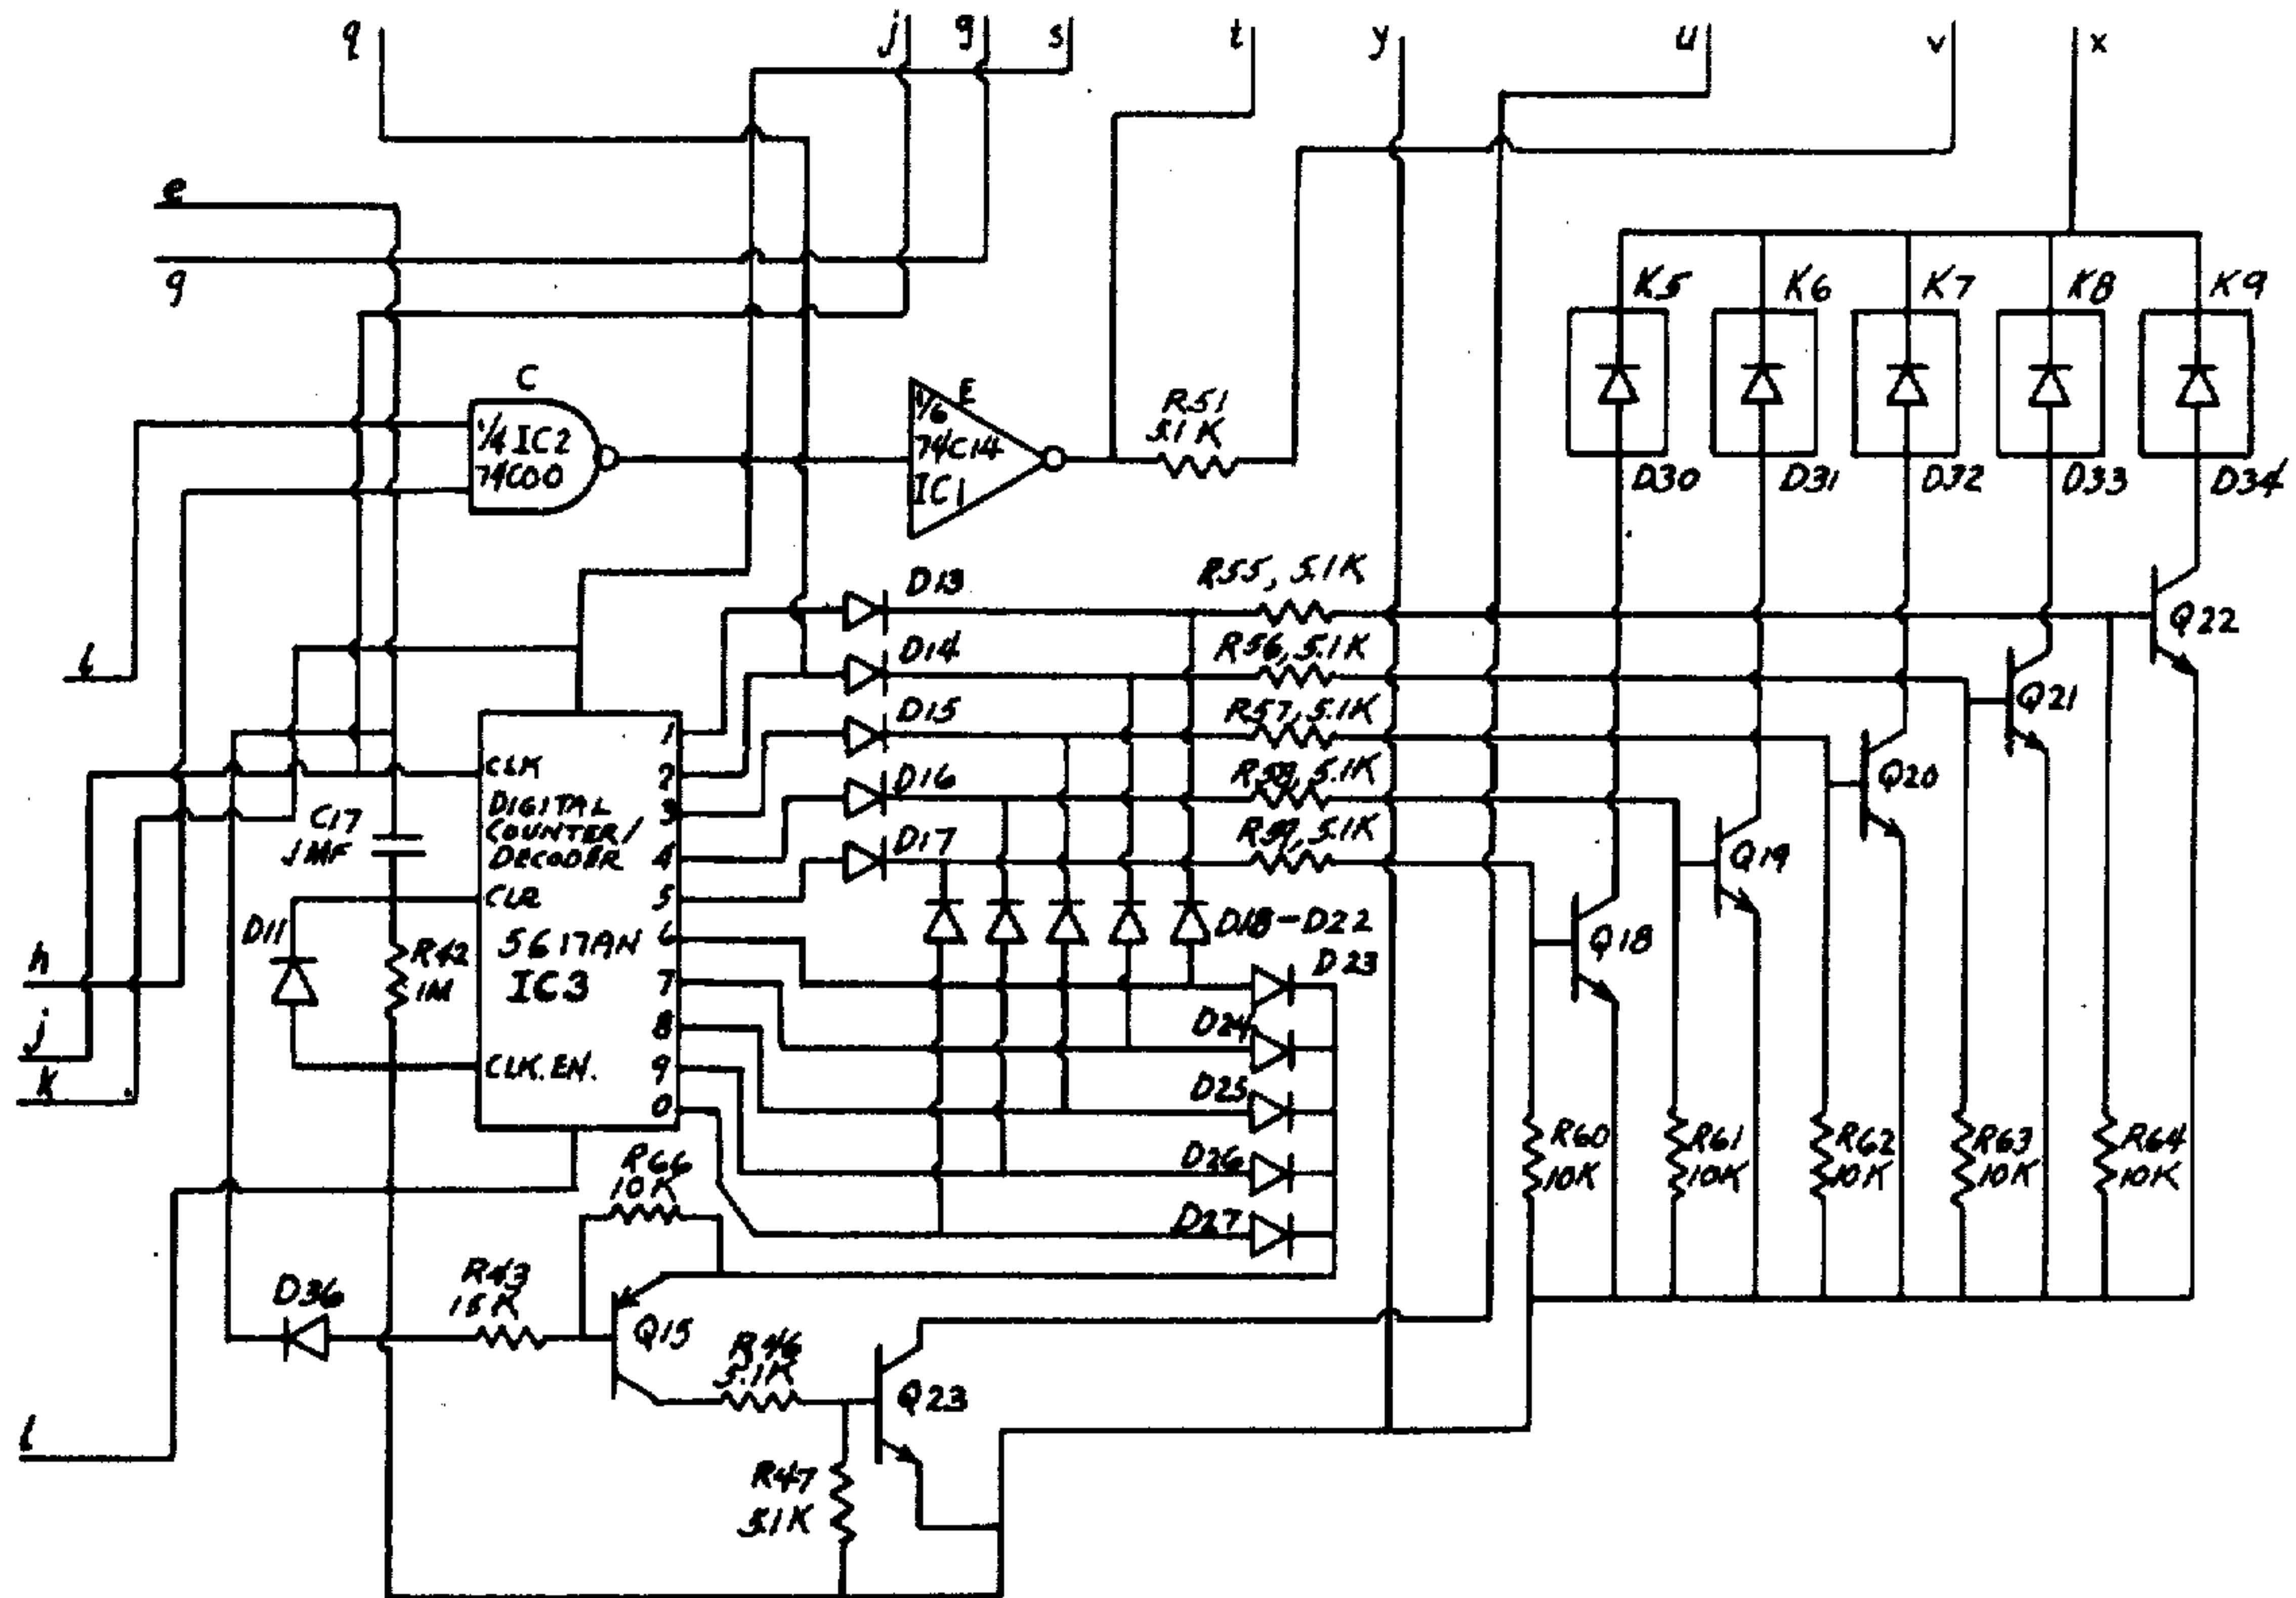 q
j
g
s
t
y
u
v
x
e
g
K5
K6
K7
K8
K9
C
1/4 IC2
74C00
E
1/6
74C14
IC1
R51
51K
D30
D31
D32
D33
D34
l
D13
R55, 5.1K
Q22
D14
R56, 5.1K
Q21
D15
R57, 5.1K
Q20
D16
R58, 5.1K
Q19
D17
R59, 5.1K
Q18
CLK
DIGITAL
COUNTER/
DECODER
CLR
5617AN
IC3
CLK. EN.
1
2
3
4
5
6
7
8
9
0
C17
.1MF
D11
R42
1M
h
j
k
D18-D22
D23
D24
D25
D26
D27
R60
10K
R61
10K
R62
10K
R63
10K
R64
10K
R66
10K
D36
R43
15K
Q15
R46
5.1K
Q23
R47
5.1K
l